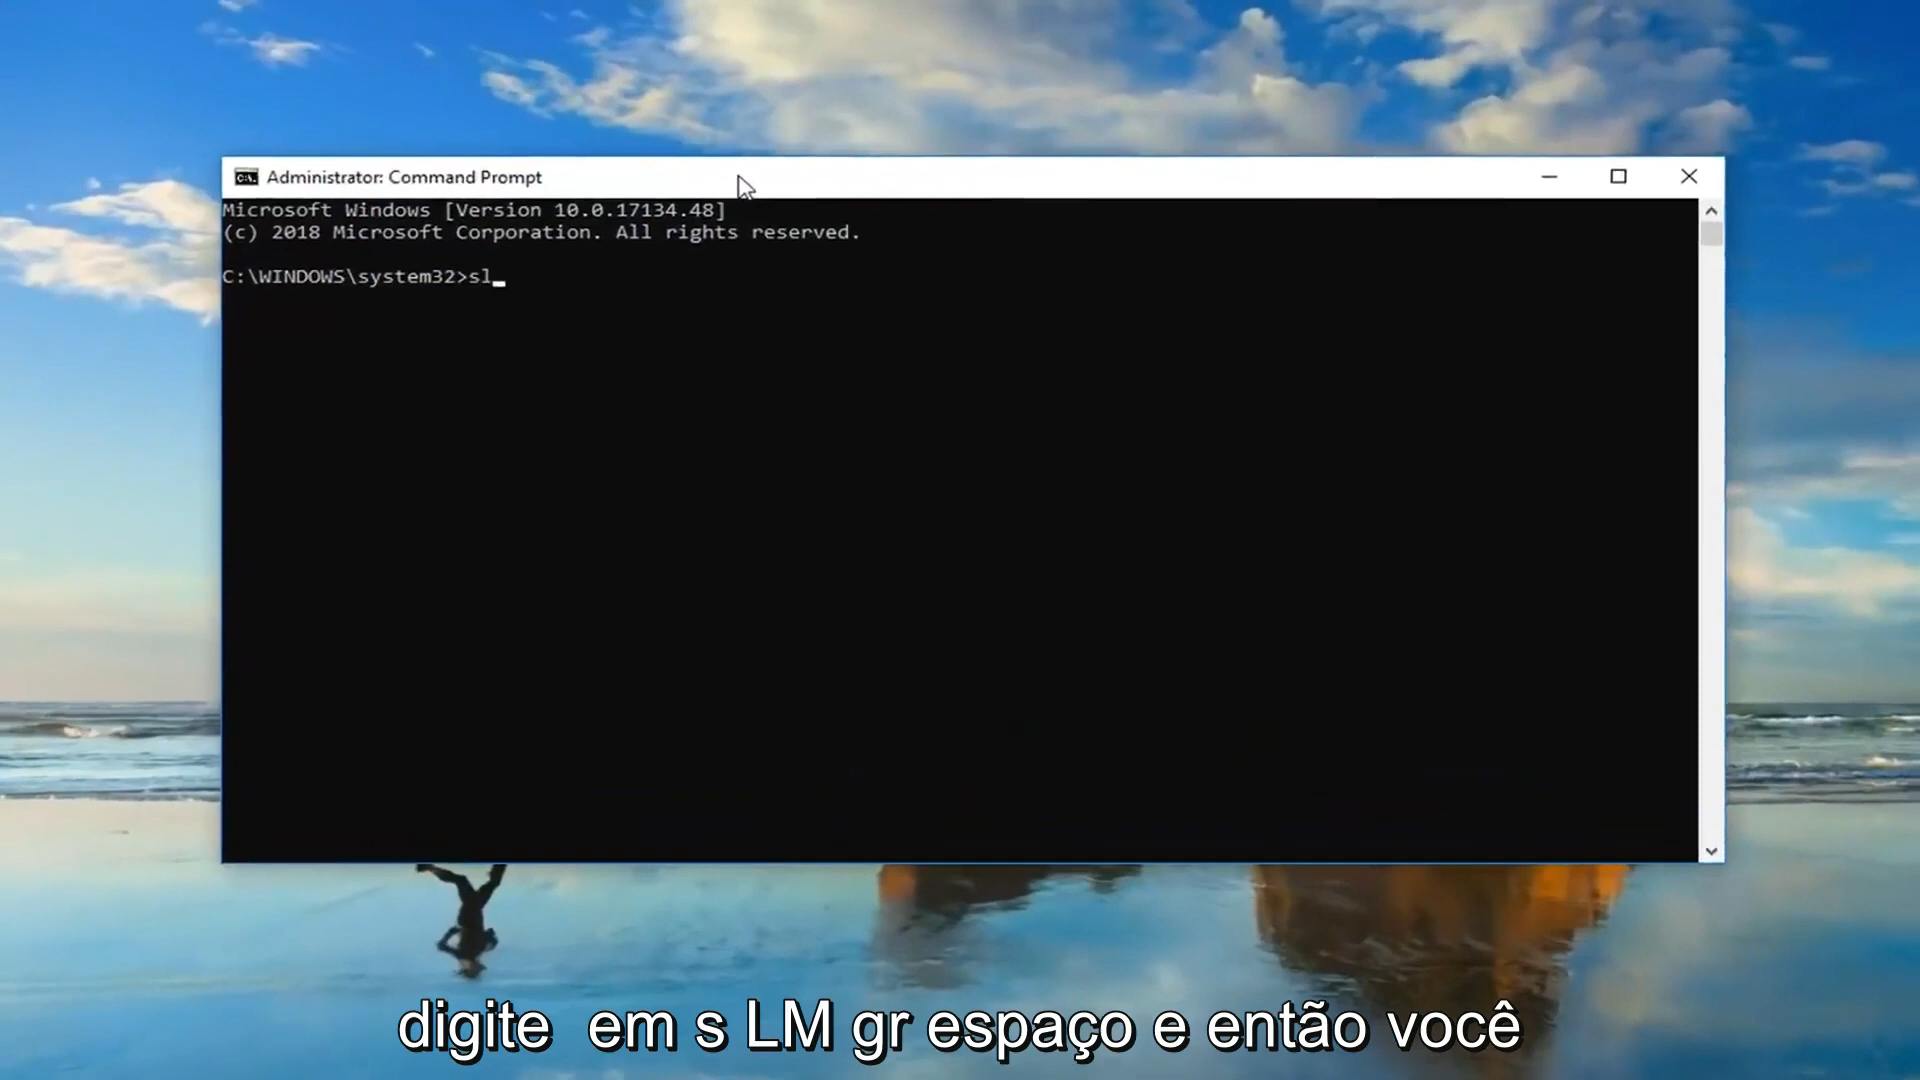 Administrator: Command Prompt
Microsoft Windows [Version 10.0.17134.48]
(c) 2018 Microsoft Corporation. All rights reserved.
C:\WINDOWS\system32>sl
digite em s LM gr espaço e então você